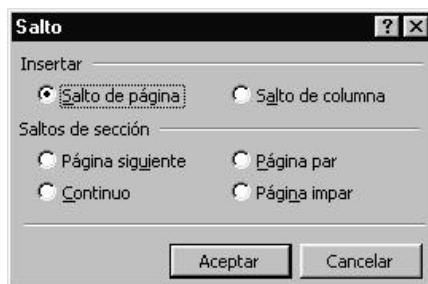 Salto
Insertar
Salto de página Salto de columna
Saltos de sección
Página siguiente Página par
Continuo Página impar
Aceptar Cancelar